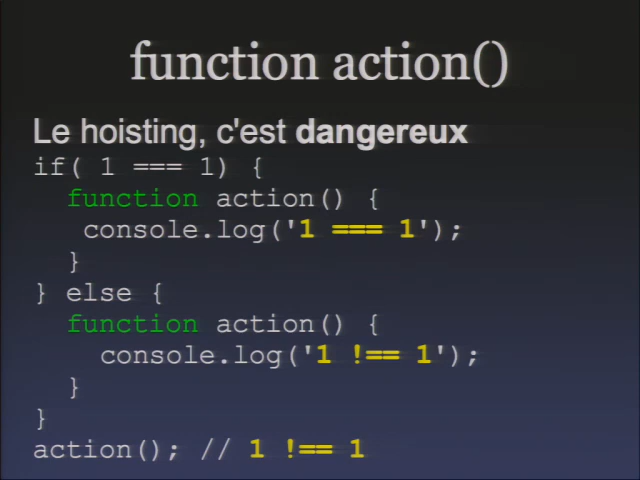 function action()
Le hoisting, c'est dangereux
if( 1 === 1) {
function action() {
console.log('1 === 1');
}
} else {
function action() {
console.log('1 !== 1');
}
}
action(); // 1 !== 1